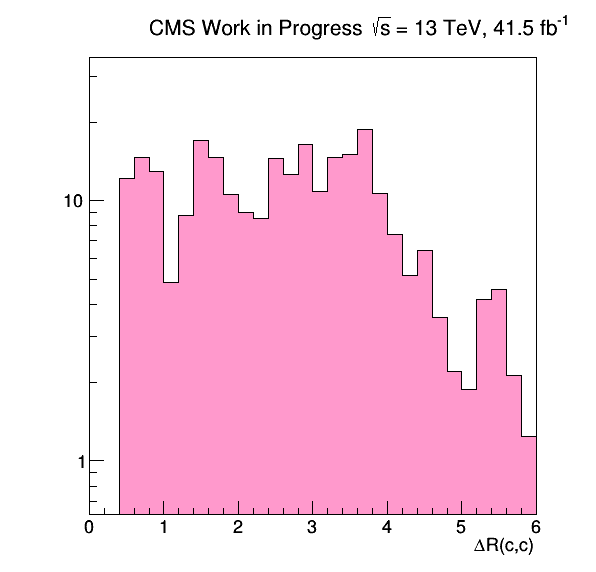 CMS Work in Progress √s = 13 TeV, 41.5 fb⁻¹
10
1
0 1 2 3 4 5 6
ΔR(c,c)